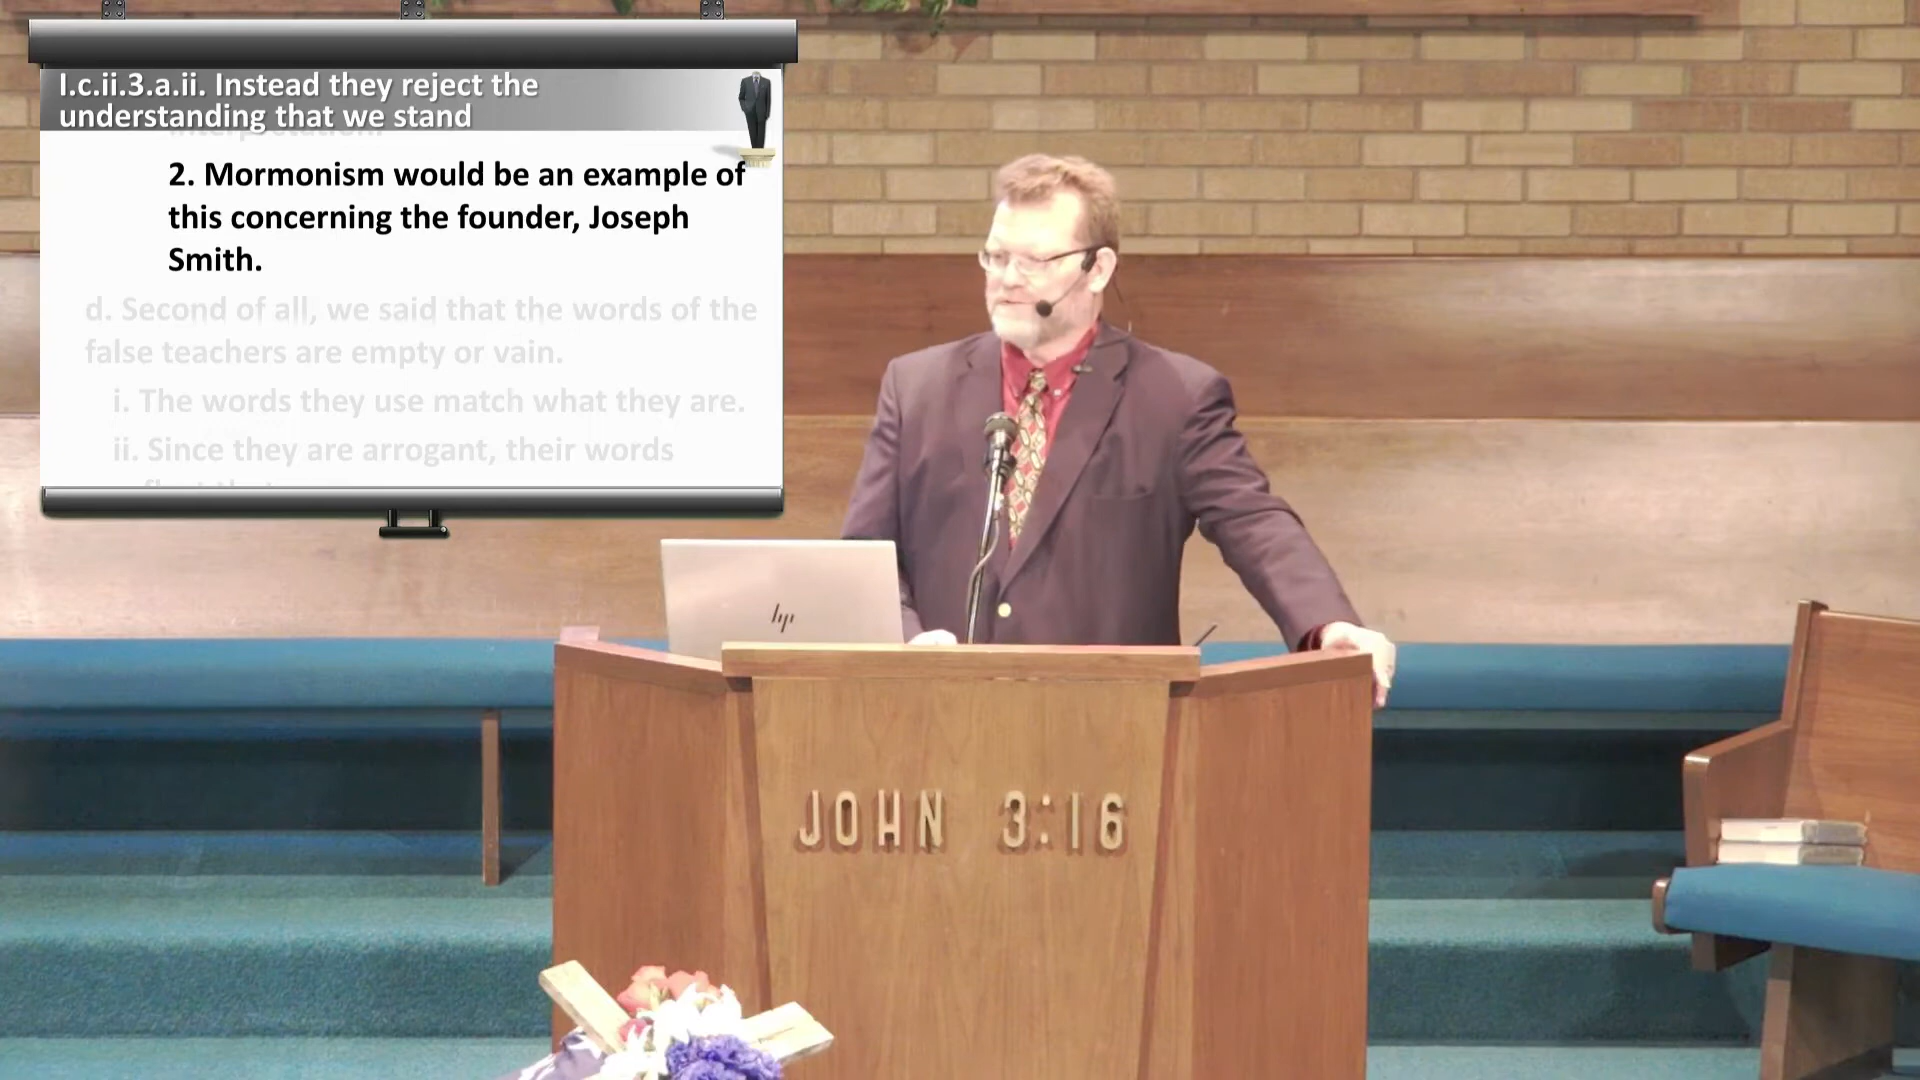 I.c.ii.3.a.ii. Instead they reject the
understanding that we stand
interpretation.
2. Mormonism would be an example of
this concerning the founder, Joseph
Smith.
d. Second of all, we said that the words of the
false teachers are empty or vain.
i. The words they use match what they are.
ii. Since they are arrogant, their words
hp
JOHN 3:16